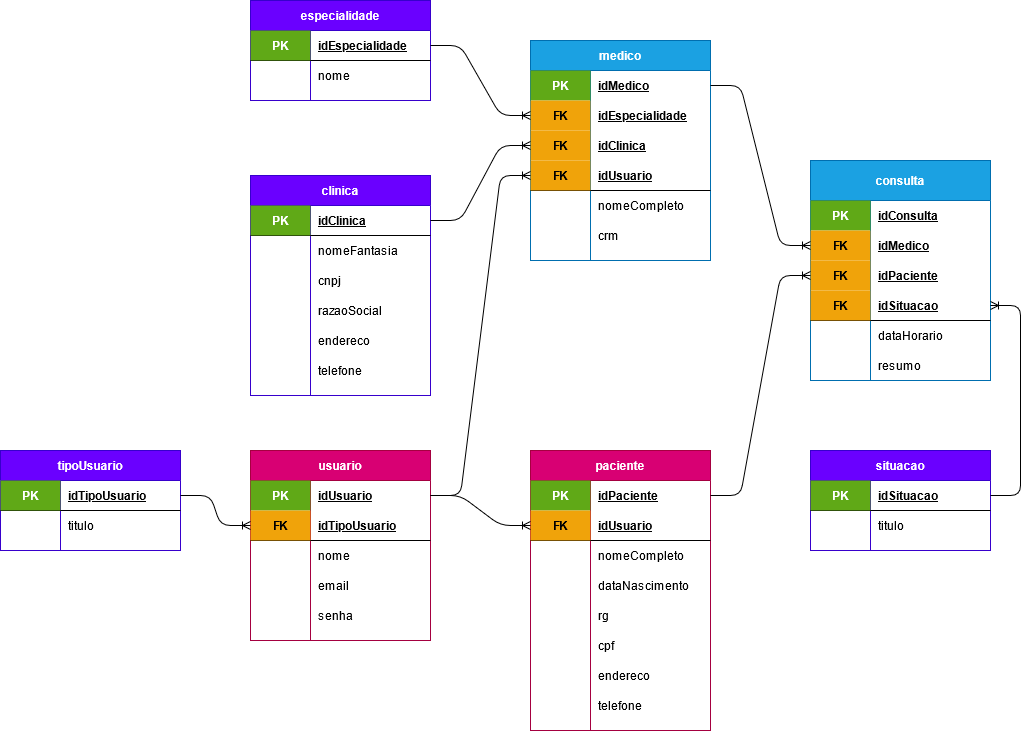 especialidade
PK idEspecialidade
nome
clinica
PK idClinica
nomeFantasia
cnpj
razaoSocial
endereco
telefone
tipoUsuario
PK idTipoUsuario
titulo
usuario
PK idUsuario
FK idTipoUsuario
nome
email
senha
medico
PK idMedico
FK idEspecialidade
FK idClinica
FK idUsuario
nomeCompleto
crm
paciente
PK idPaciente
FK idUsuario
nomeCompleto
dataNascimento
rg
cpf
endereco
telefone
consulta
PK idConsulta
FK idMedico
FK idPaciente
FK idSituacao
dataHorario
resumo
situacao
PK idSituacao
titulo